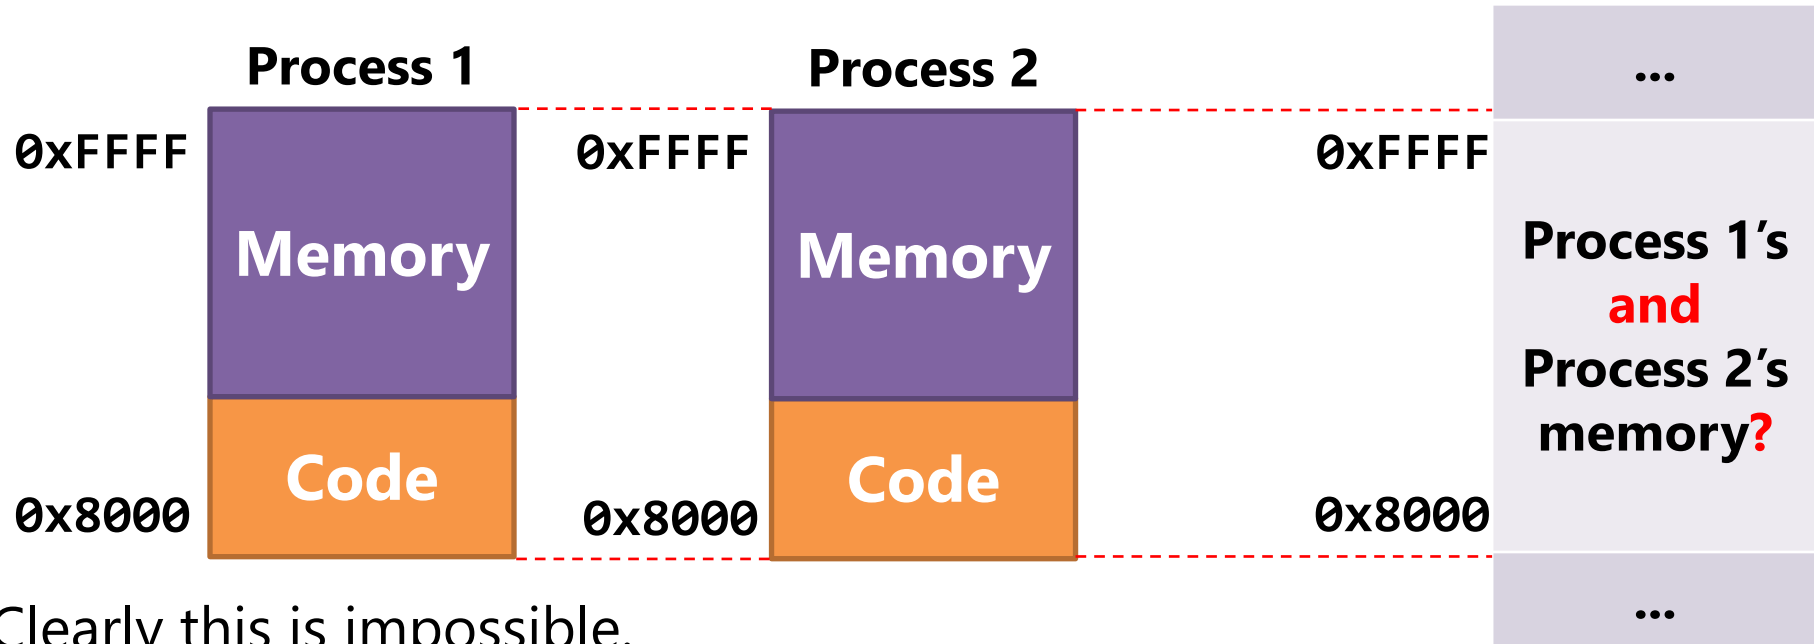 Process 1
Process 2
...
0xFFFF
0xFFFF
0xFFFF
Memory
Memory
Process 1’s
and
Process 2’s
memory?
Code
Code
0x8000
0x8000
0x8000
...
Clearly this is impossible.